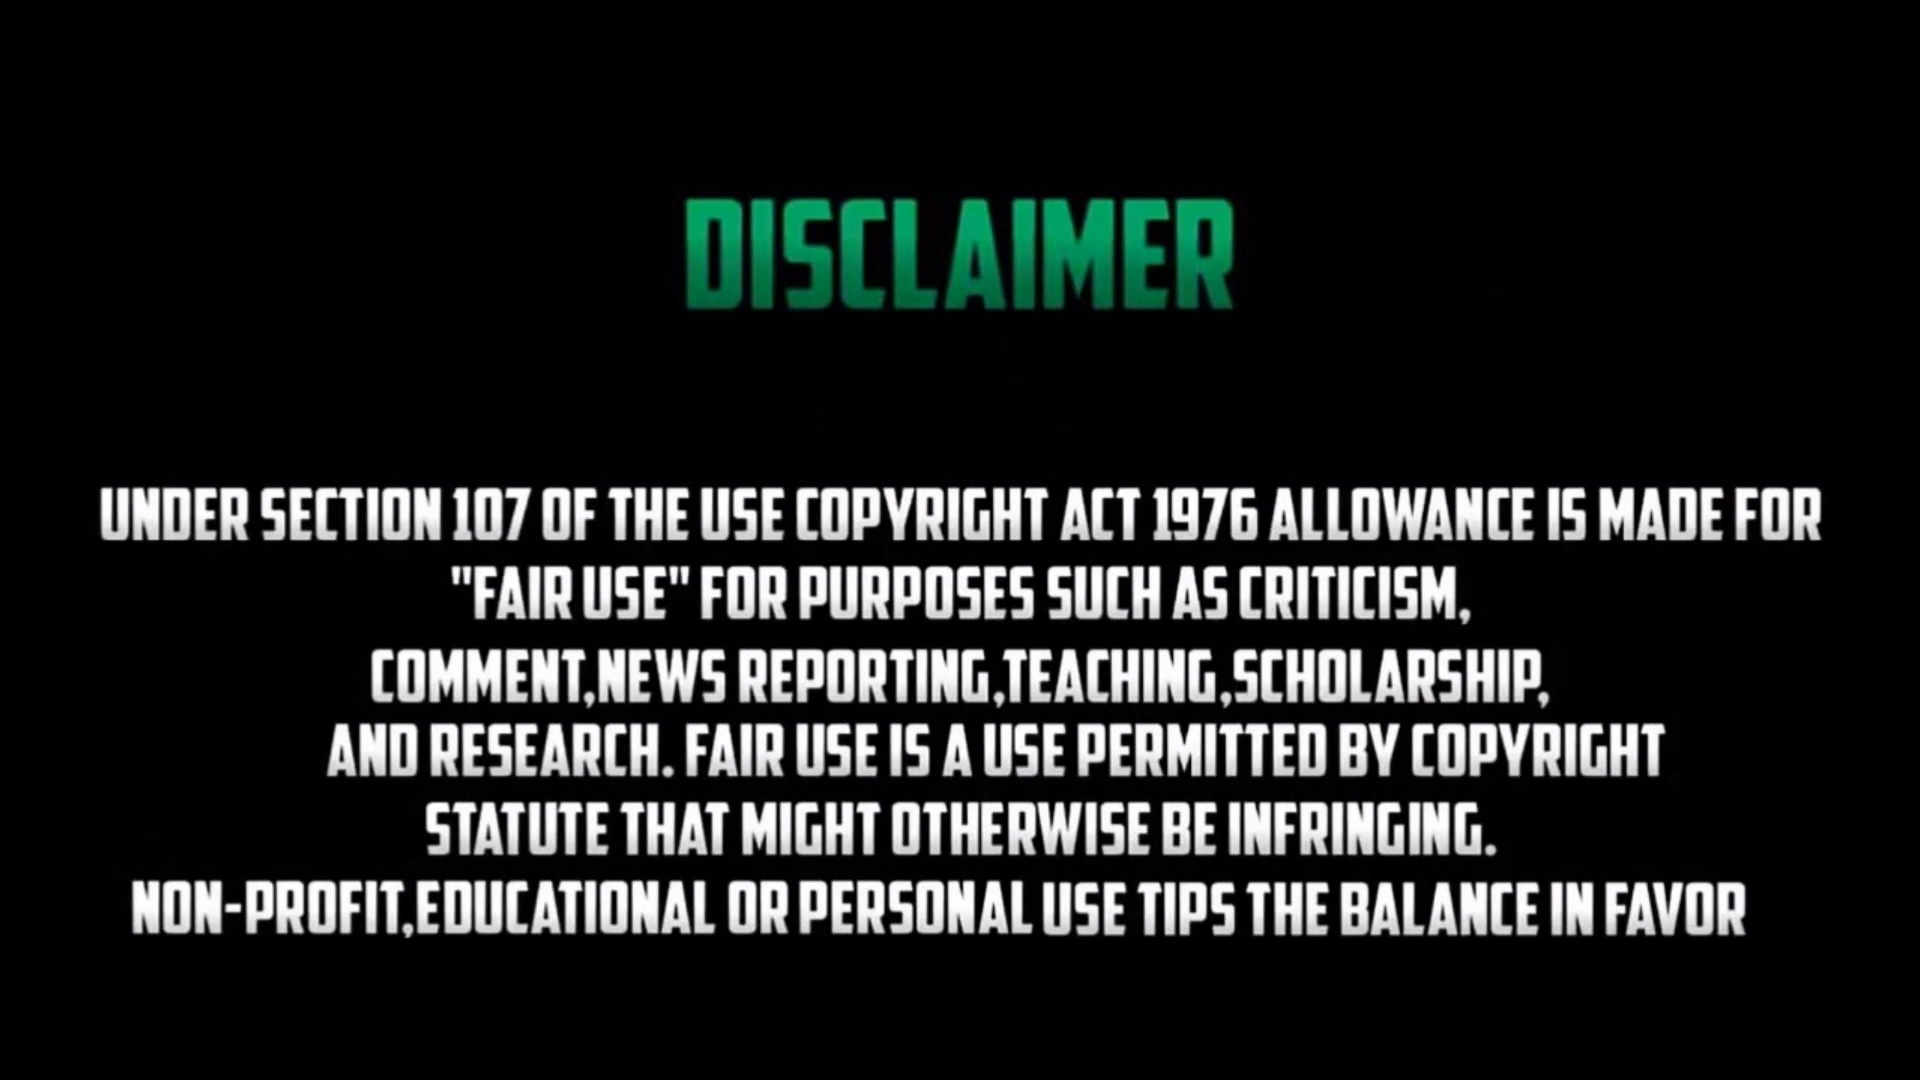 DISCLAIMER
UNDER SECTION 107 OF THE USE COPYRIGHT ACT 1976 ALLOWANCE IS MADE FOR
"FAIR USE" FOR PURPOSES SUCH AS CRITICISM,
COMMENT,NEWS REPORTING,TEACHING,SCHOLARSHIP,
AND RESEARCH. FAIR USE IS A USE PERMITTED BY COPYRIGHT
STATUTE THAT MIGHT OTHERWISE BE INFRINGING.
NON-PROFIT,EDUCATIONAL OR PERSONAL USE TIPS THE BALANCE IN FAVOR